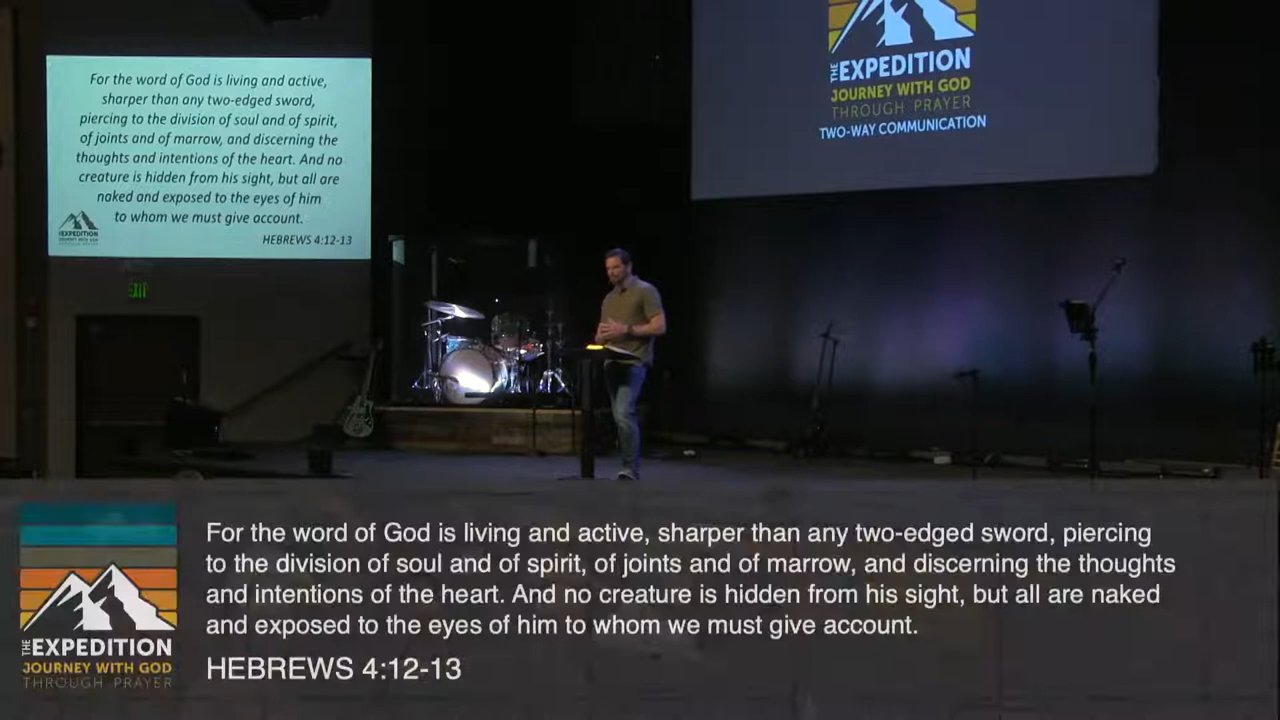 For the word of God is living and active,
sharper than any two-edged sword,
piercing to the division of soul and of spirit,
of joints and of marrow, and discerning the
thoughts and intentions of the heart. And no
creature is hidden from his sight, but all are
naked and exposed to the eyes of him
to whom we must give account.
HEBREWS 4:12-13
THE EXPEDITION
JOURNEY WITH GOD
THROUGH PRAYER
TWO-WAY COMMUNICATION
EXIT
EXPEDITION
For the word of God is living and active, sharper than any two-edged sword, piercing
to the division of soul and of spirit, of joints and of marrow, and discerning the thoughts
and intentions of the heart. And no creature is hidden from his sight, but all are naked
and exposed to the eyes of him to whom we must give account.
HEBREWS 4:12-13
THE EXPEDITION
JOURNEY WITH GOD
THROUGH PRAYER